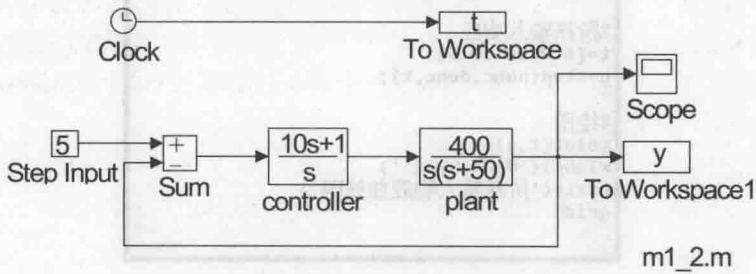 t
Clock
To Workspace
Scope
5
Step Input
+
−
Sum
10s+1
s
controller
400
s(s+50)
plant
y
To Workspace1
m1_2.m